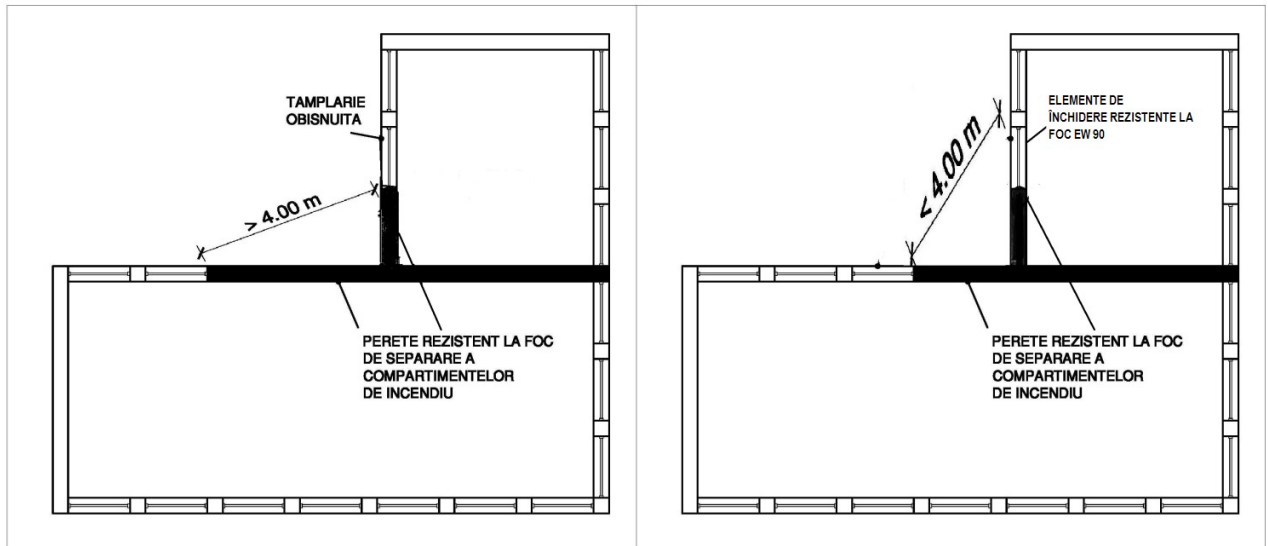 TAMPLARIE
OBISNUITA
> 4.00 m
PERETE REZISTENT LA FOC
DE SEPARARE A
COMPARTIMENTELOR
DE INCENDIU
ELEMENTE DE
ÎNCHIDERE REZISTENTE LA
FOC EW 90
< 4.00 m
PERETE REZISTENT LA FOC
DE SEPARARE A
COMPARTIMENTELOR
DE INCENDIU